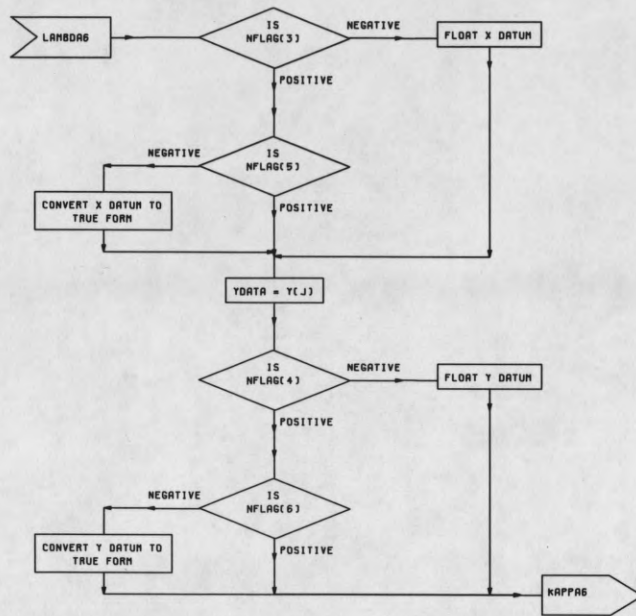 LAMBDA6
IS
NFLAG(3)
NEGATIVE
FLOAT X DATUM
POSITIVE
IS
NFLAG(5)
NEGATIVE
CONVERT X DATUM TO
TRUE FORM
POSITIVE
YDATA = Y(J)
IS
NFLAG(4)
NEGATIVE
FLOAT Y DATUM
POSITIVE
IS
NFLAG(6)
NEGATIVE
CONVERT Y DATUM TO
TRUE FORM
POSITIVE
KAPPA6